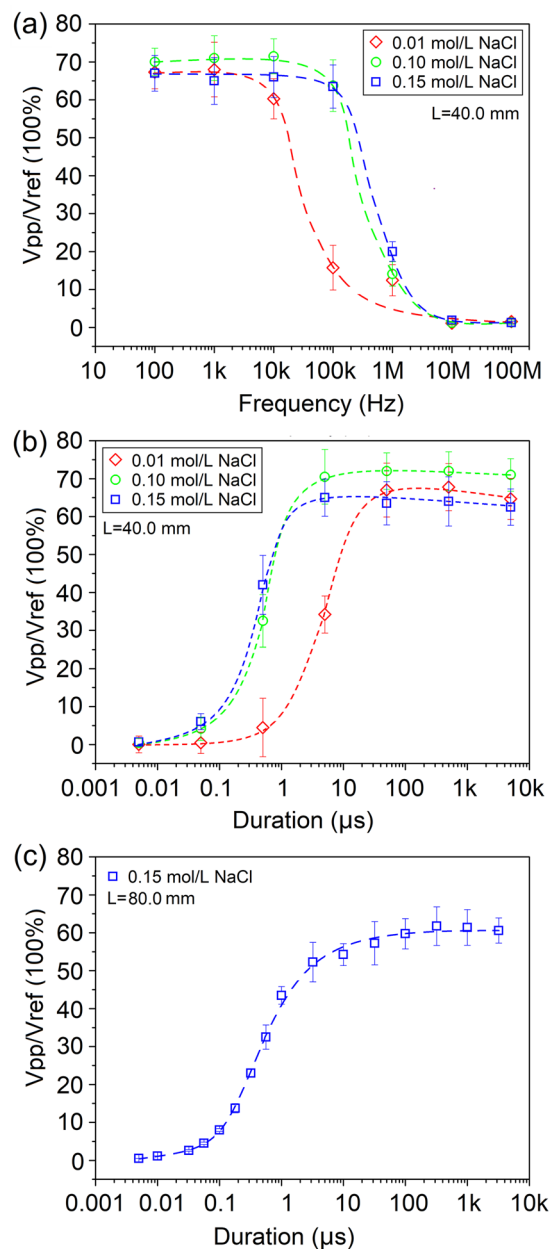 (a)
80
70
60
50
40
30
20
10
0
Vpp/Vref (100%)
0.01 mol/L NaCl
0.10 mol/L NaCl
0.15 mol/L NaCl
L=40.0 mm
10 100 1k 10k 100k 1M 10M 100M
Frequency (Hz)
(b)
80
70
60
50
40
30
20
10
0
Vpp/Vref (100%)
0.01 mol/L NaCl
0.10 mol/L NaCl
0.15 mol/L NaCl
L=40.0 mm
0.001 0.01 0.1 1 10 100 1k 10k
Duration (μs)
(c)
80
70
60
50
40
30
20
10
0
Vpp/Vref (100%)
0.15 mol/L NaCl
L=80.0 mm
0.001 0.01 0.1 1 10 100 1k 10k
Duration (μs)